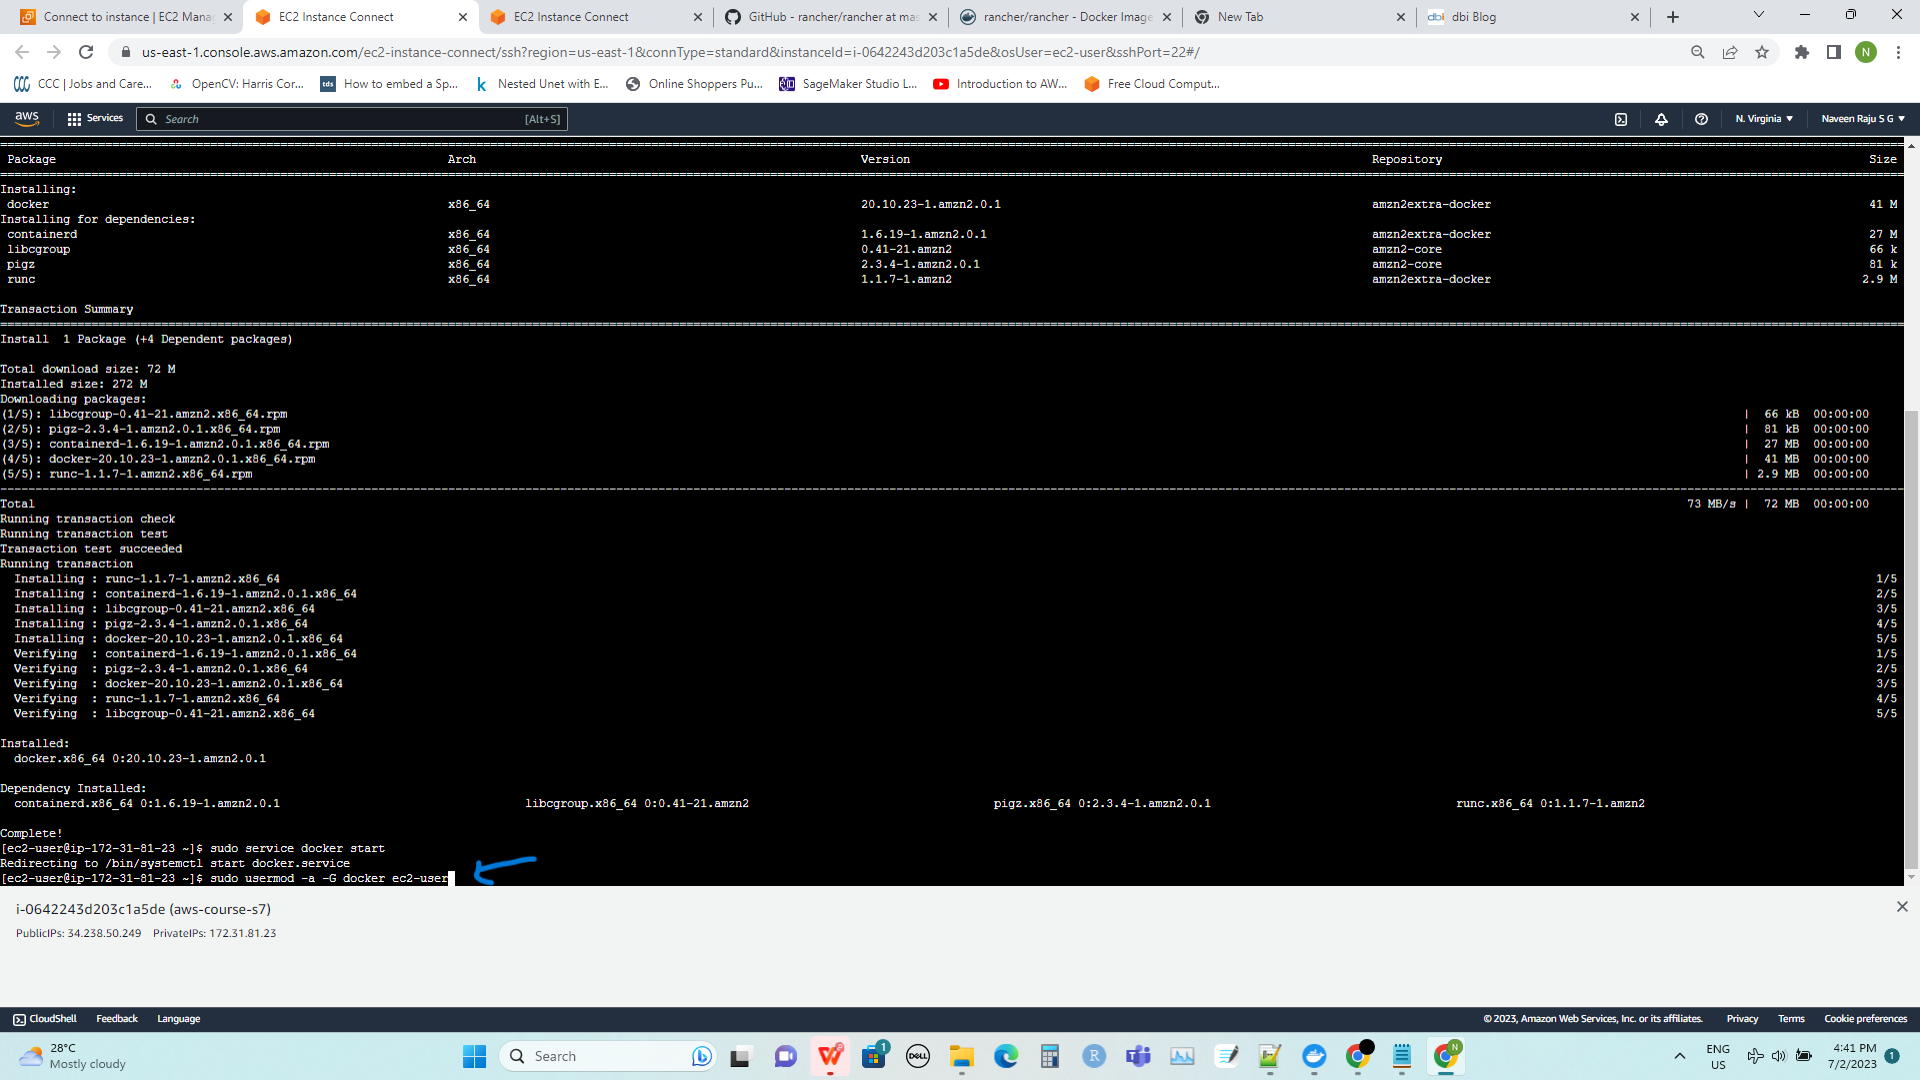 Connect to instance | EC2 Mana
EC2 Instance Connect
EC2 Instance Connect
GitHub - rancher/rancher at mas
rancher/rancher - Docker Image
New Tab
dbi
dbi Blog
us-east-1.console.aws.amazon.com/ec2-instance-connect/ssh?region=us-east-1&connType=standard&instanceId=i-0642243d203c1a5de&osUser=ec2-user&sshPort=22#/
N
CCC | Jobs and Care...
OpenCV: Harris Cor...
tds
How to embed a Sp...
k
Nested Unet with E...
Online Shoppers Pu...
SageMaker Studio L...
Introduction to AW...
Free Cloud Comput...
aws
Services
Search
[Alt+S]
N. Virginia
Naveen Raju S G
Package Arch Version Repository Size
Installing:
docker x86_64 20.10.23-1.amzn2.0.1 amzn2extra-docker 41 M
Installing for dependencies:
containerd x86_64 1.6.19-1.amzn2.0.1 amzn2extra-docker 27 M
libcgroup x86_64 0.41-21.amzn2 amzn2-core 66 k
pigz x86_64 2.3.4-1.amzn2.0.1 amzn2-core 81 k
runc x86_64 1.1.7-1.amzn2 amzn2extra-docker 2.9 M
Transaction Summary
Install  1 Package (+4 Dependent packages)
Total download size: 72 M
Installed size: 272 M
Downloading packages:
(1/5): libcgroup-0.41-21.amzn2.x86_64.rpm | 66 kB 00:00:00
(2/5): pigz-2.3.4-1.amzn2.0.1.x86_64.rpm | 81 kB 00:00:00
(3/5): containerd-1.6.19-1.amzn2.0.1.x86_64.rpm | 27 MB 00:00:00
(4/5): docker-20.10.23-1.amzn2.0.1.x86_64.rpm | 41 MB 00:00:00
(5/5): runc-1.1.7-1.amzn2.x86_64.rpm | 2.9 MB 00:00:00
Total 73 MB/s | 72 MB 00:00:00
Running transaction check
Running transaction test
Transaction test succeeded
Running transaction
Installing : runc-1.1.7-1.amzn2.x86_64 1/5
Installing : containerd-1.6.19-1.amzn2.0.1.x86_64 2/5
Installing : libcgroup-0.41-21.amzn2.x86_64 3/5
Installing : pigz-2.3.4-1.amzn2.0.1.x86_64 4/5
Installing : docker-20.10.23-1.amzn2.0.1.x86_64 5/5
Verifying  : containerd-1.6.19-1.amzn2.0.1.x86_64 1/5
Verifying  : pigz-2.3.4-1.amzn2.0.1.x86_64 2/5
Verifying  : docker-20.10.23-1.amzn2.0.1.x86_64 3/5
Verifying  : runc-1.1.7-1.amzn2.x86_64 4/5
Verifying  : libcgroup-0.41-21.amzn2.x86_64 5/5
Installed:
docker.x86_64 0:20.10.23-1.amzn2.0.1
Dependency Installed:
containerd.x86_64 0:1.6.19-1.amzn2.0.1 libcgroup.x86_64 0:0.41-21.amzn2 pigz.x86_64 0:2.3.4-1.amzn2.0.1 runc.x86_64 0:1.1.7-1.amzn2
Complete!
[ec2-user@ip-172-31-81-23 ~]$ sudo service docker start
Redirecting to /bin/systemctl start docker.service
[ec2-user@ip-172-31-81-23 ~]$ sudo usermod -a -G docker ec2-user
i-0642243d203c1a5de (aws-course-s7)
PublicIPs: 34.238.50.249 PrivateIPs: 172.31.81.23
CloudShell
Feedback
Language
© 2023, Amazon Web Services, Inc. or its affiliates.
Privacy
Terms
Cookie preferences
28°C
Mostly cloudy
Search
1
DELL
R
N
ENG
US
4:41 PM
7/2/2023
1